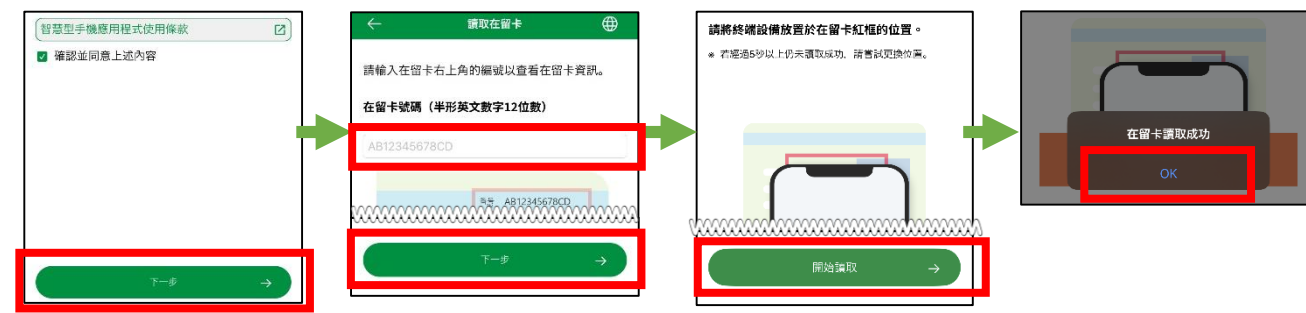 智慧型手機應用程式使用條款
確認並同意上述內容
下一步
讀取在留卡
請輸入在留卡右上角的編號以查看在留卡資訊。
在留卡號碼（半形英文數字12位數）
AB12345678CD
番号 AB12345678CD
下一步
請將終端設備放置於在留卡紅框的位置。
※ 若經過5秒以上仍未讀取成功，請嘗試更換位置。
開始讀取
在留卡讀取成功
OK